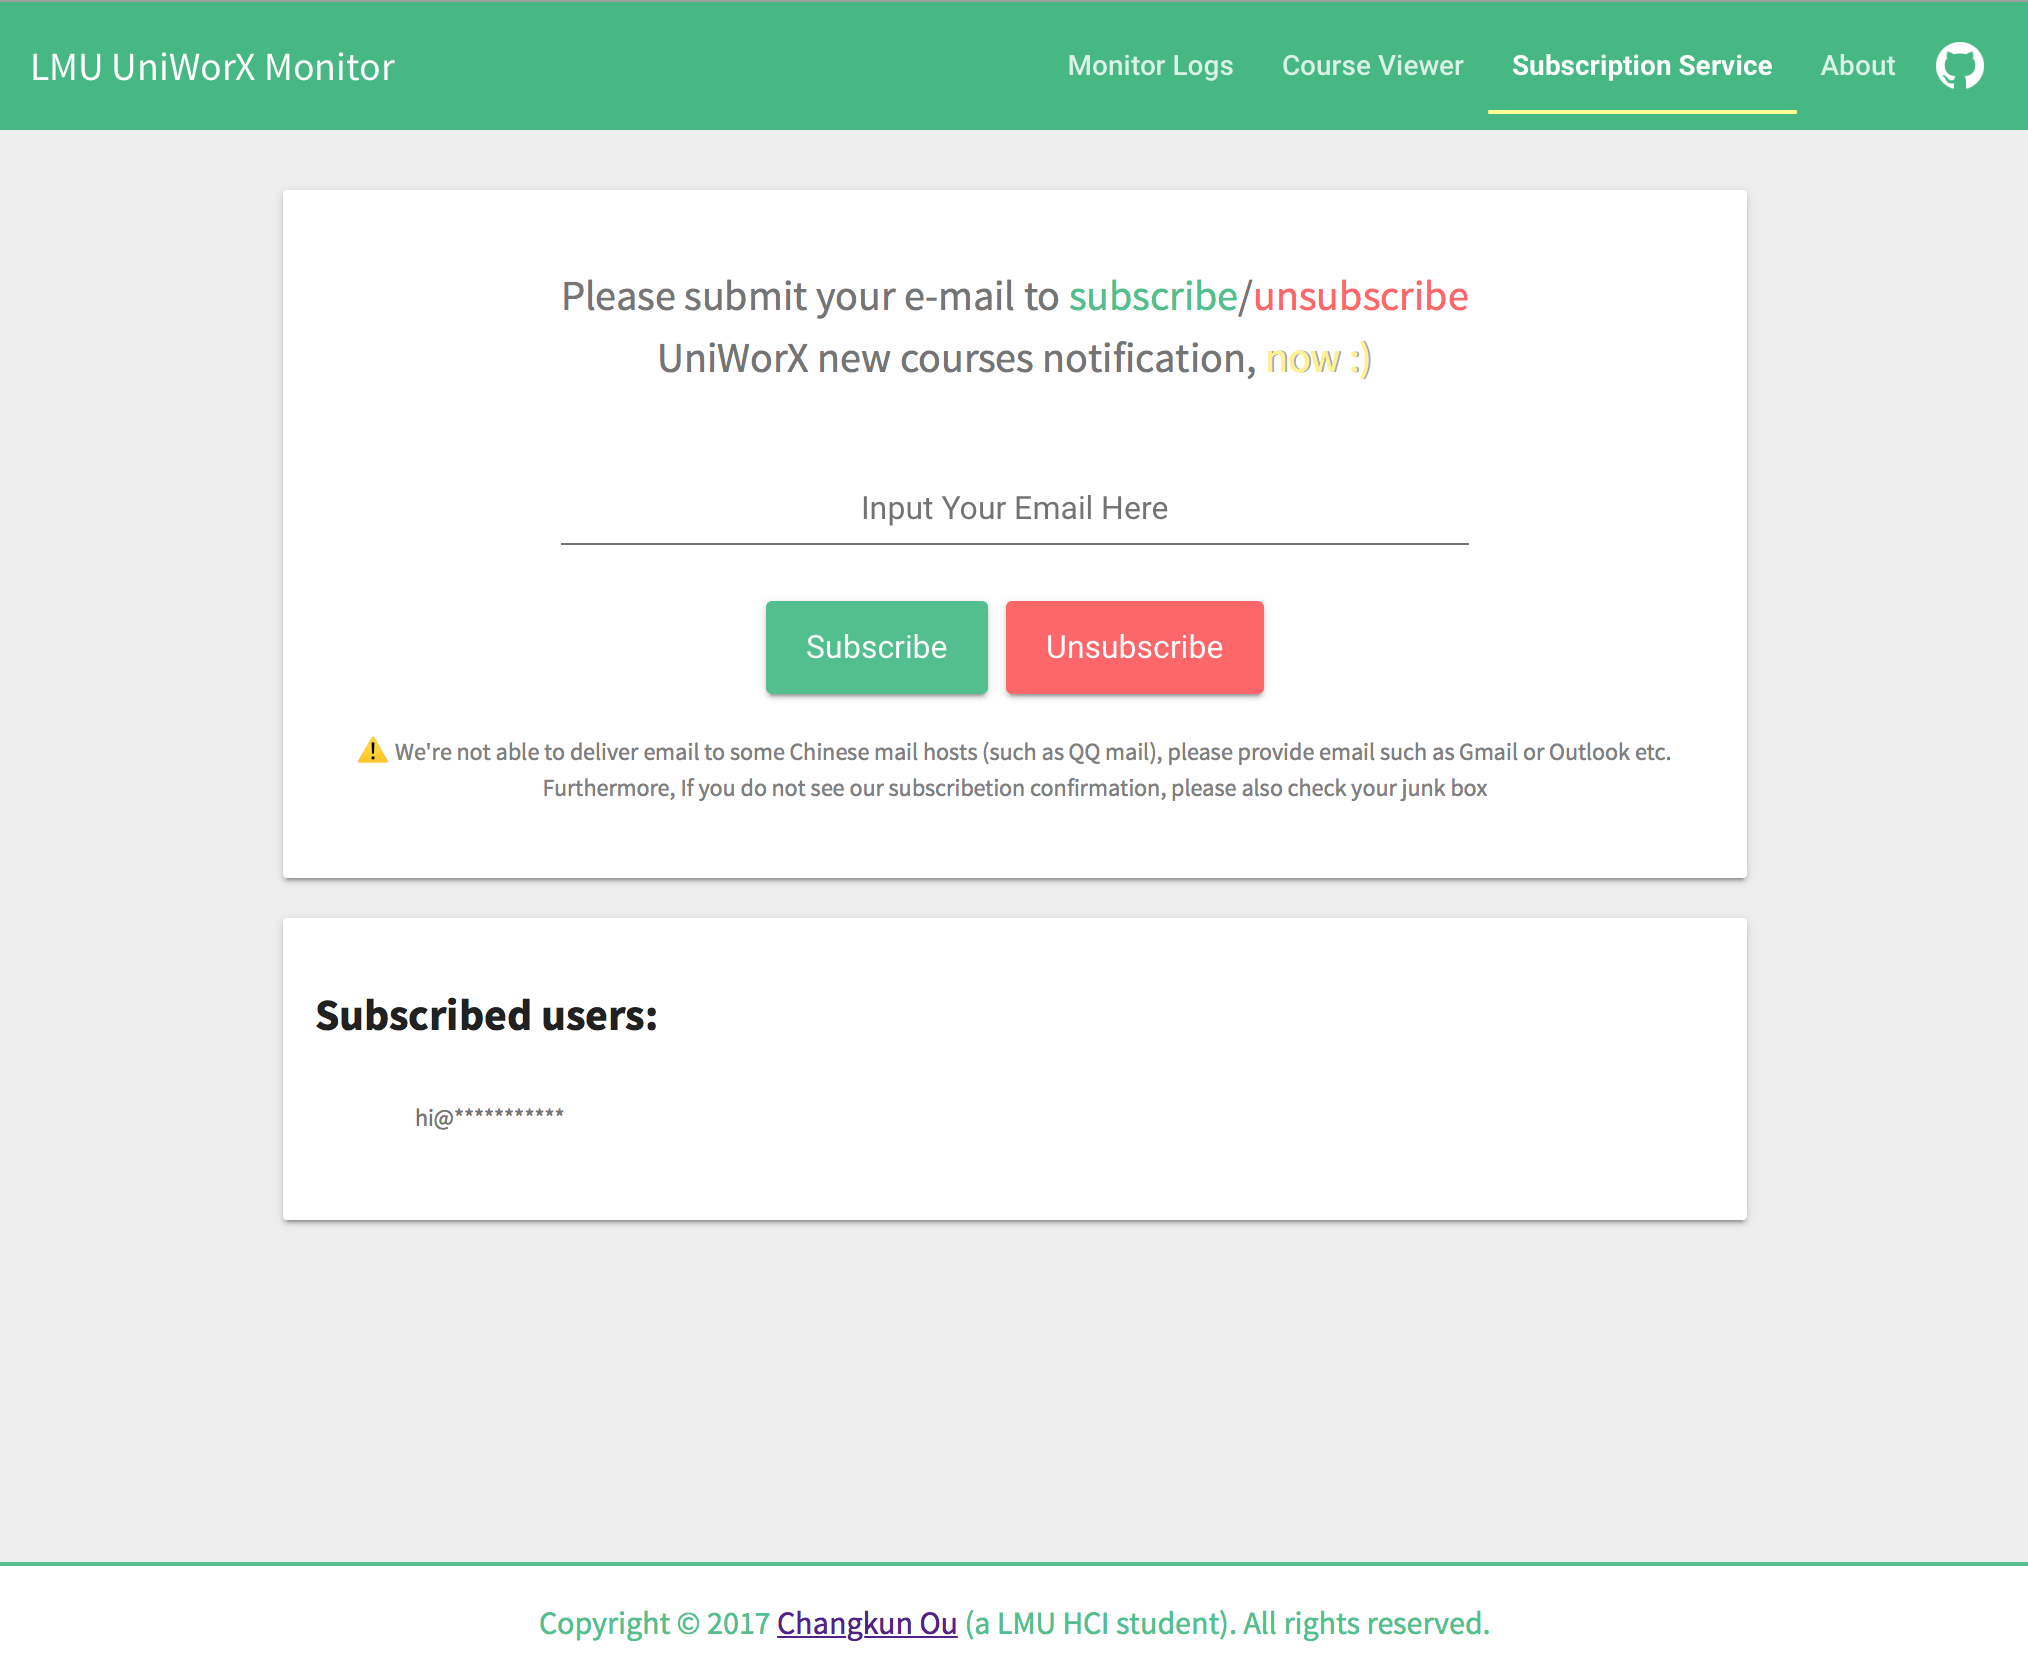 LMU UniWorX Monitor
Monitor Logs
Course Viewer
Subscription Service
About
Please submit your e-mail to subscribe/unsubscribe
UniWorX new courses notification, now :)
Input Your Email Here
Subscribe
Unsubscribe
⚠️ We're not able to deliver email to some Chinese mail hosts (such as QQ mail), please provide email such as Gmail or Outlook etc.
Furthermore, If you do not see our subscribetion confirmation, please also check your junk box
Subscribed users:
hi@***********
Copyright © 2017 Changkun Ou (a LMU HCI student). All rights reserved.